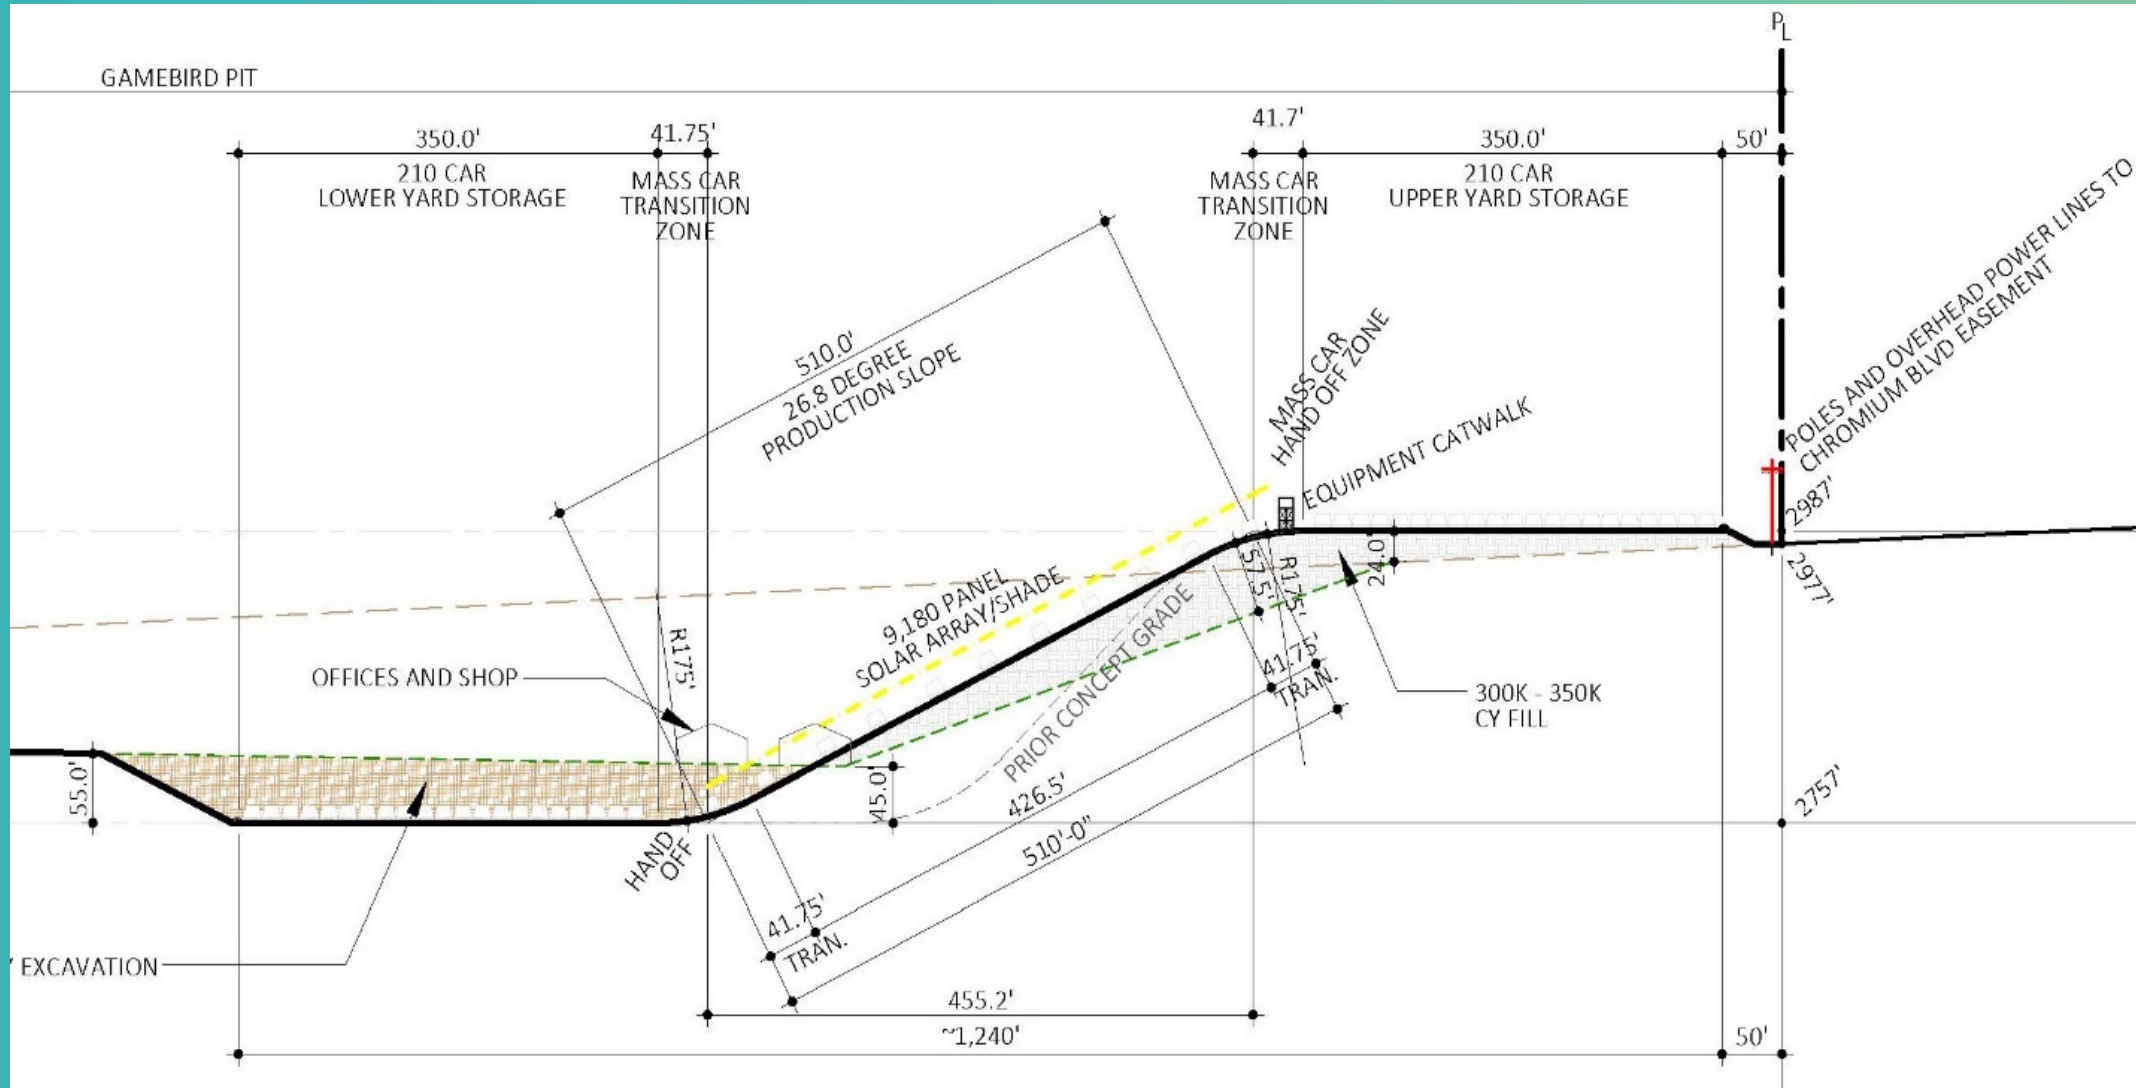 PL
GAMEBIRD PIT
350.0'
210 CAR
LOWER YARD STORAGE
41.75'
MASS CAR
TRANSITION
ZONE
41.7'
MASS CAR
TRANSITION
ZONE
350.0'
210 CAR
UPPER YARD STORAGE
50'
510.0'
26.8 DEGREE
PRODUCTION SLOPE
MASS CAR
HAND OFF ZONE
EQUIPMENT CATWALK
POLES AND OVERHEAD POWER LINES TO
CHROMIUM BLVD EASEMENT
2987'
2977'
9,180 PANEL
SOLAR ARRAY/SHADE
57.5'
R175'
24.0'
R175'
OFFICES AND SHOP
PRIOR CONCEPT GRADE
41.75'
TRAN.
300K - 350K
CY FILL
55.0'
45.0'
2757'
HAND
OFF
426.5'
510'-0"
41.75'
TRAN.
EXCAVATION
455.2'
~1,240'
50'